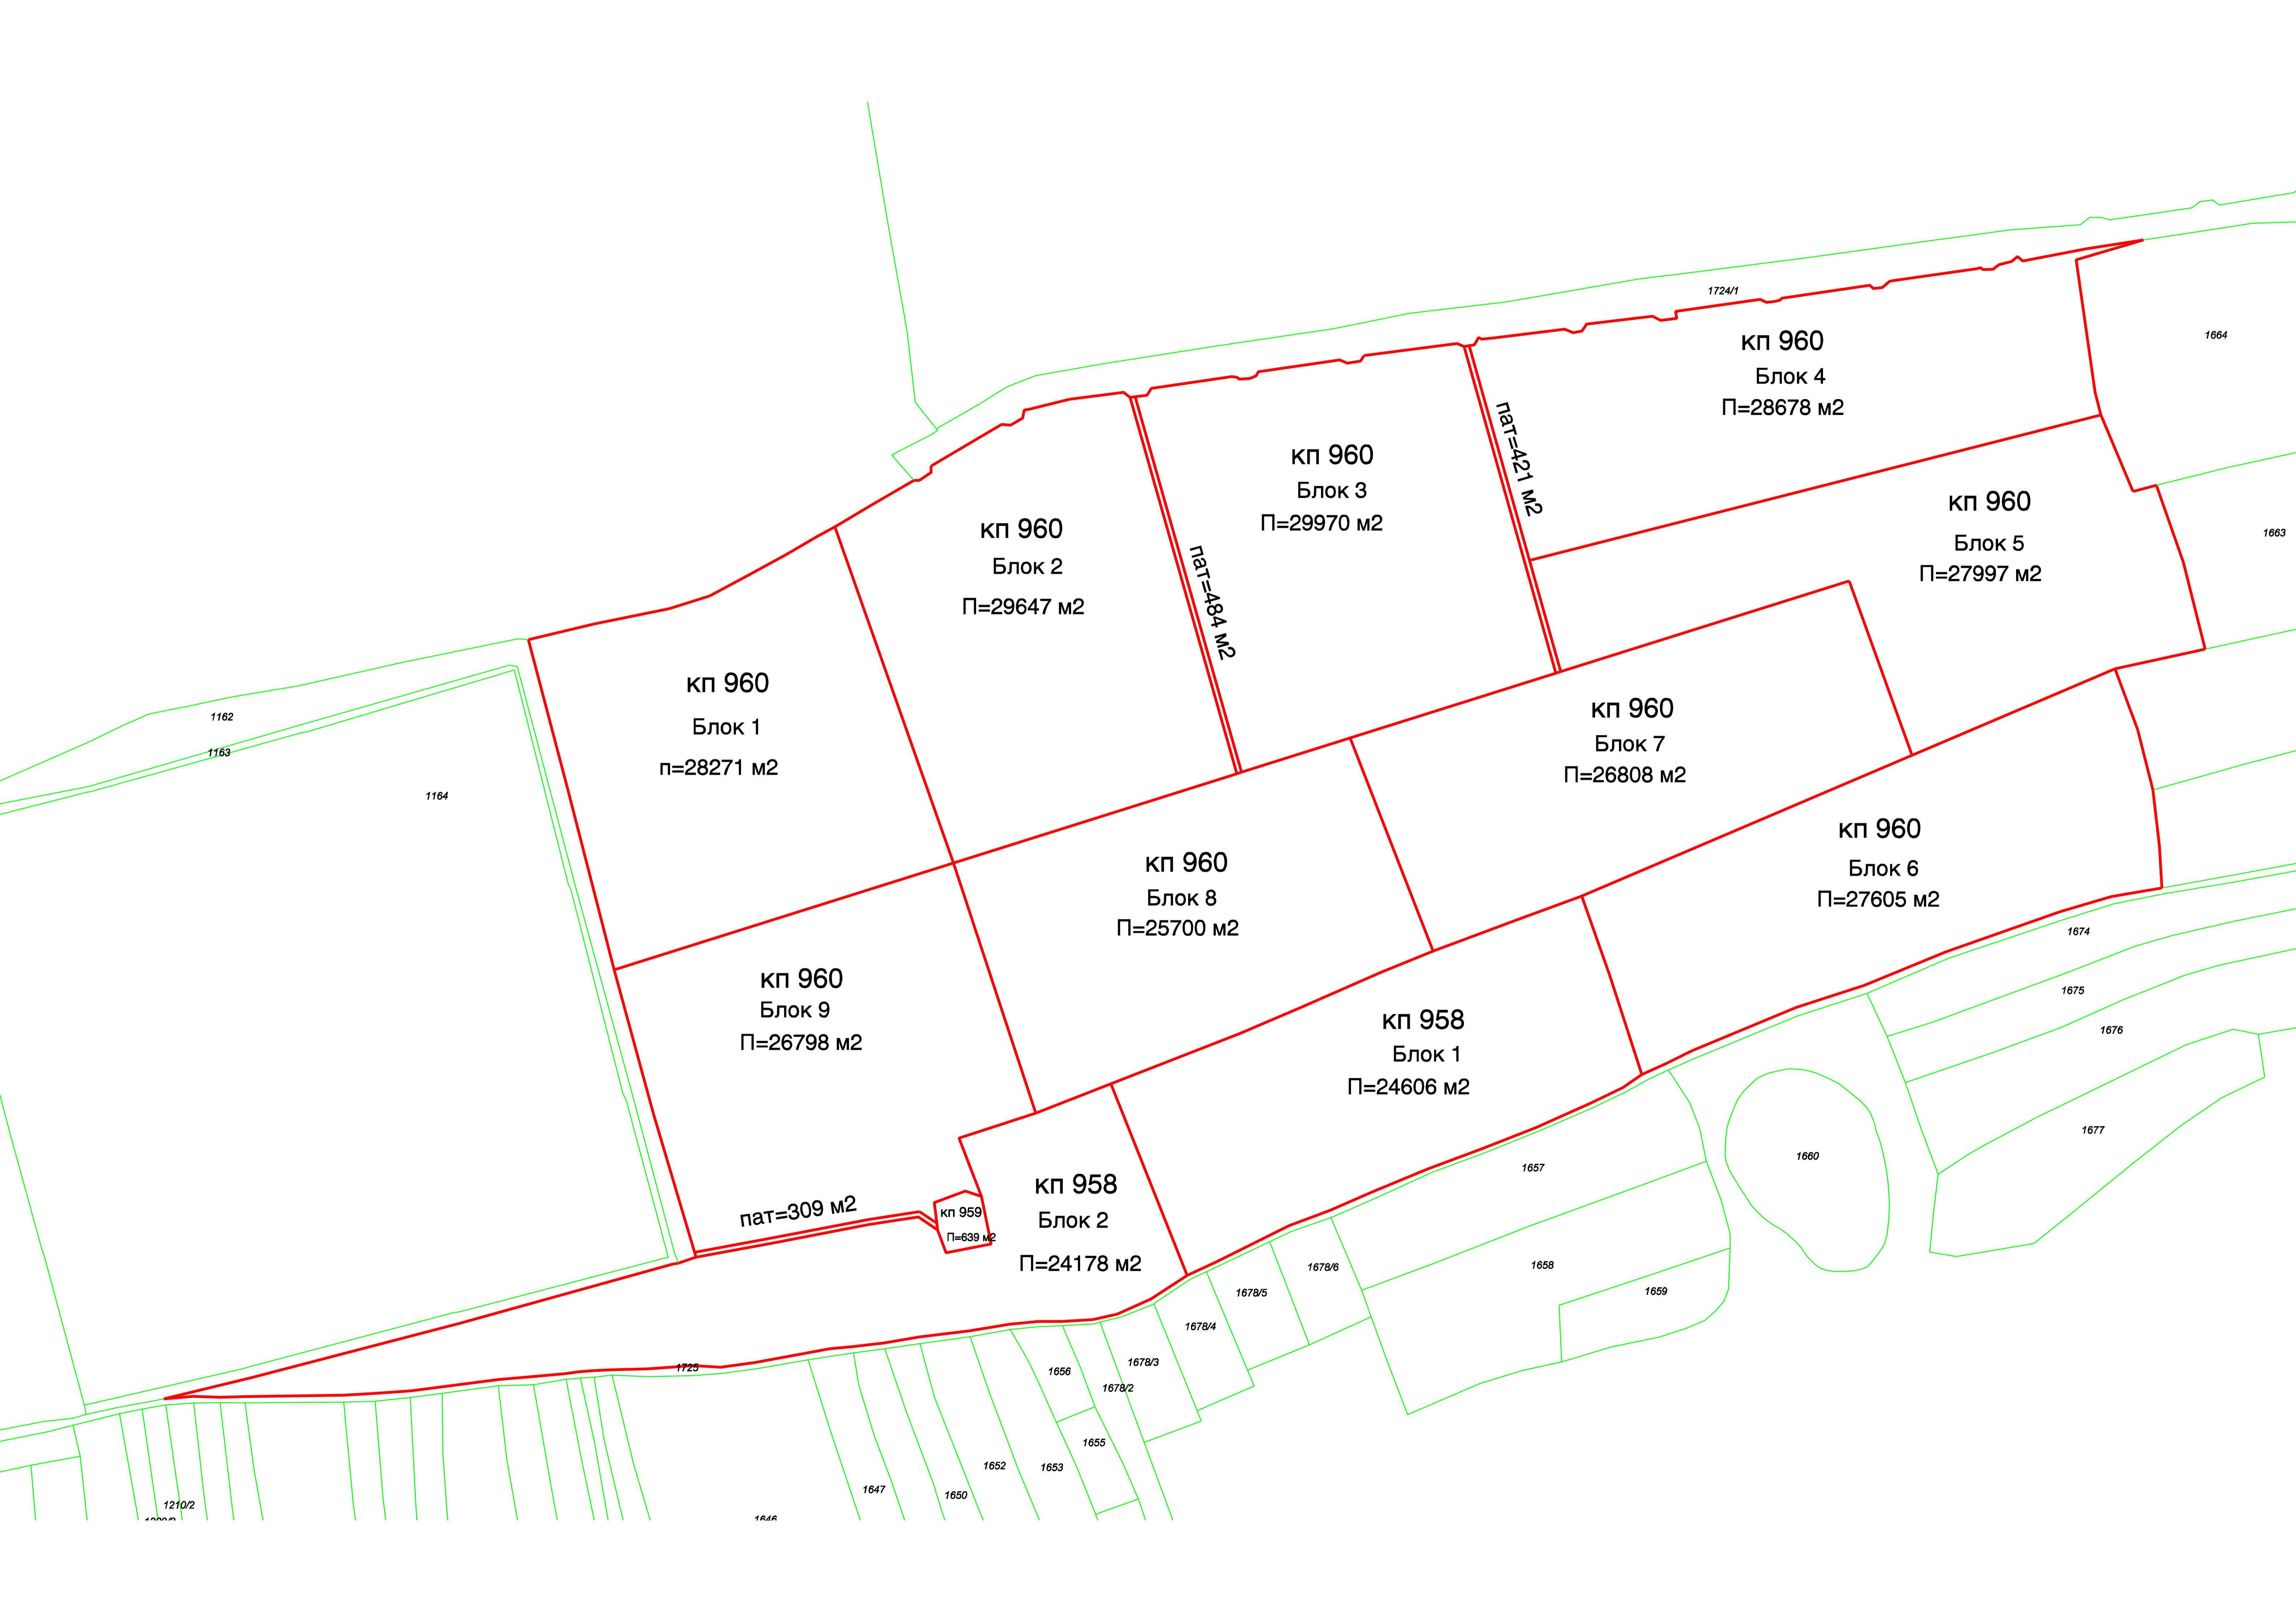 1724/1
1664
кп 960
Блок 4
П=28678 м2
пат=421 м2
кп 960
Блок 3
П=29970 м2
кп 960
Блок 5
П=27997 м2
1663
кп 960
Блок 2
П=29647 м2
пат=484 м2
кп 960
Блок 1
п=28271 м2
1162
1163
1164
кп 960
Блок 7
П=26808 м2
кп 960
Блок 6
П=27605 м2
кп 960
Блок 8
П=25700 м2
кп 960
Блок 9
П=26798 м2
1674
1675
1676
1677
кп 958
Блок 1
П=24606 м2
1657
1660
кп 958
Блок 2
П=24178 м2
пат=309 м2
кп 959
П=639 м2
1658
1659
1678/6
1678/5
1678/4
1678/3
1678/2
1725
1656
1655
1653
1652
1650
1647
1646
1210/2